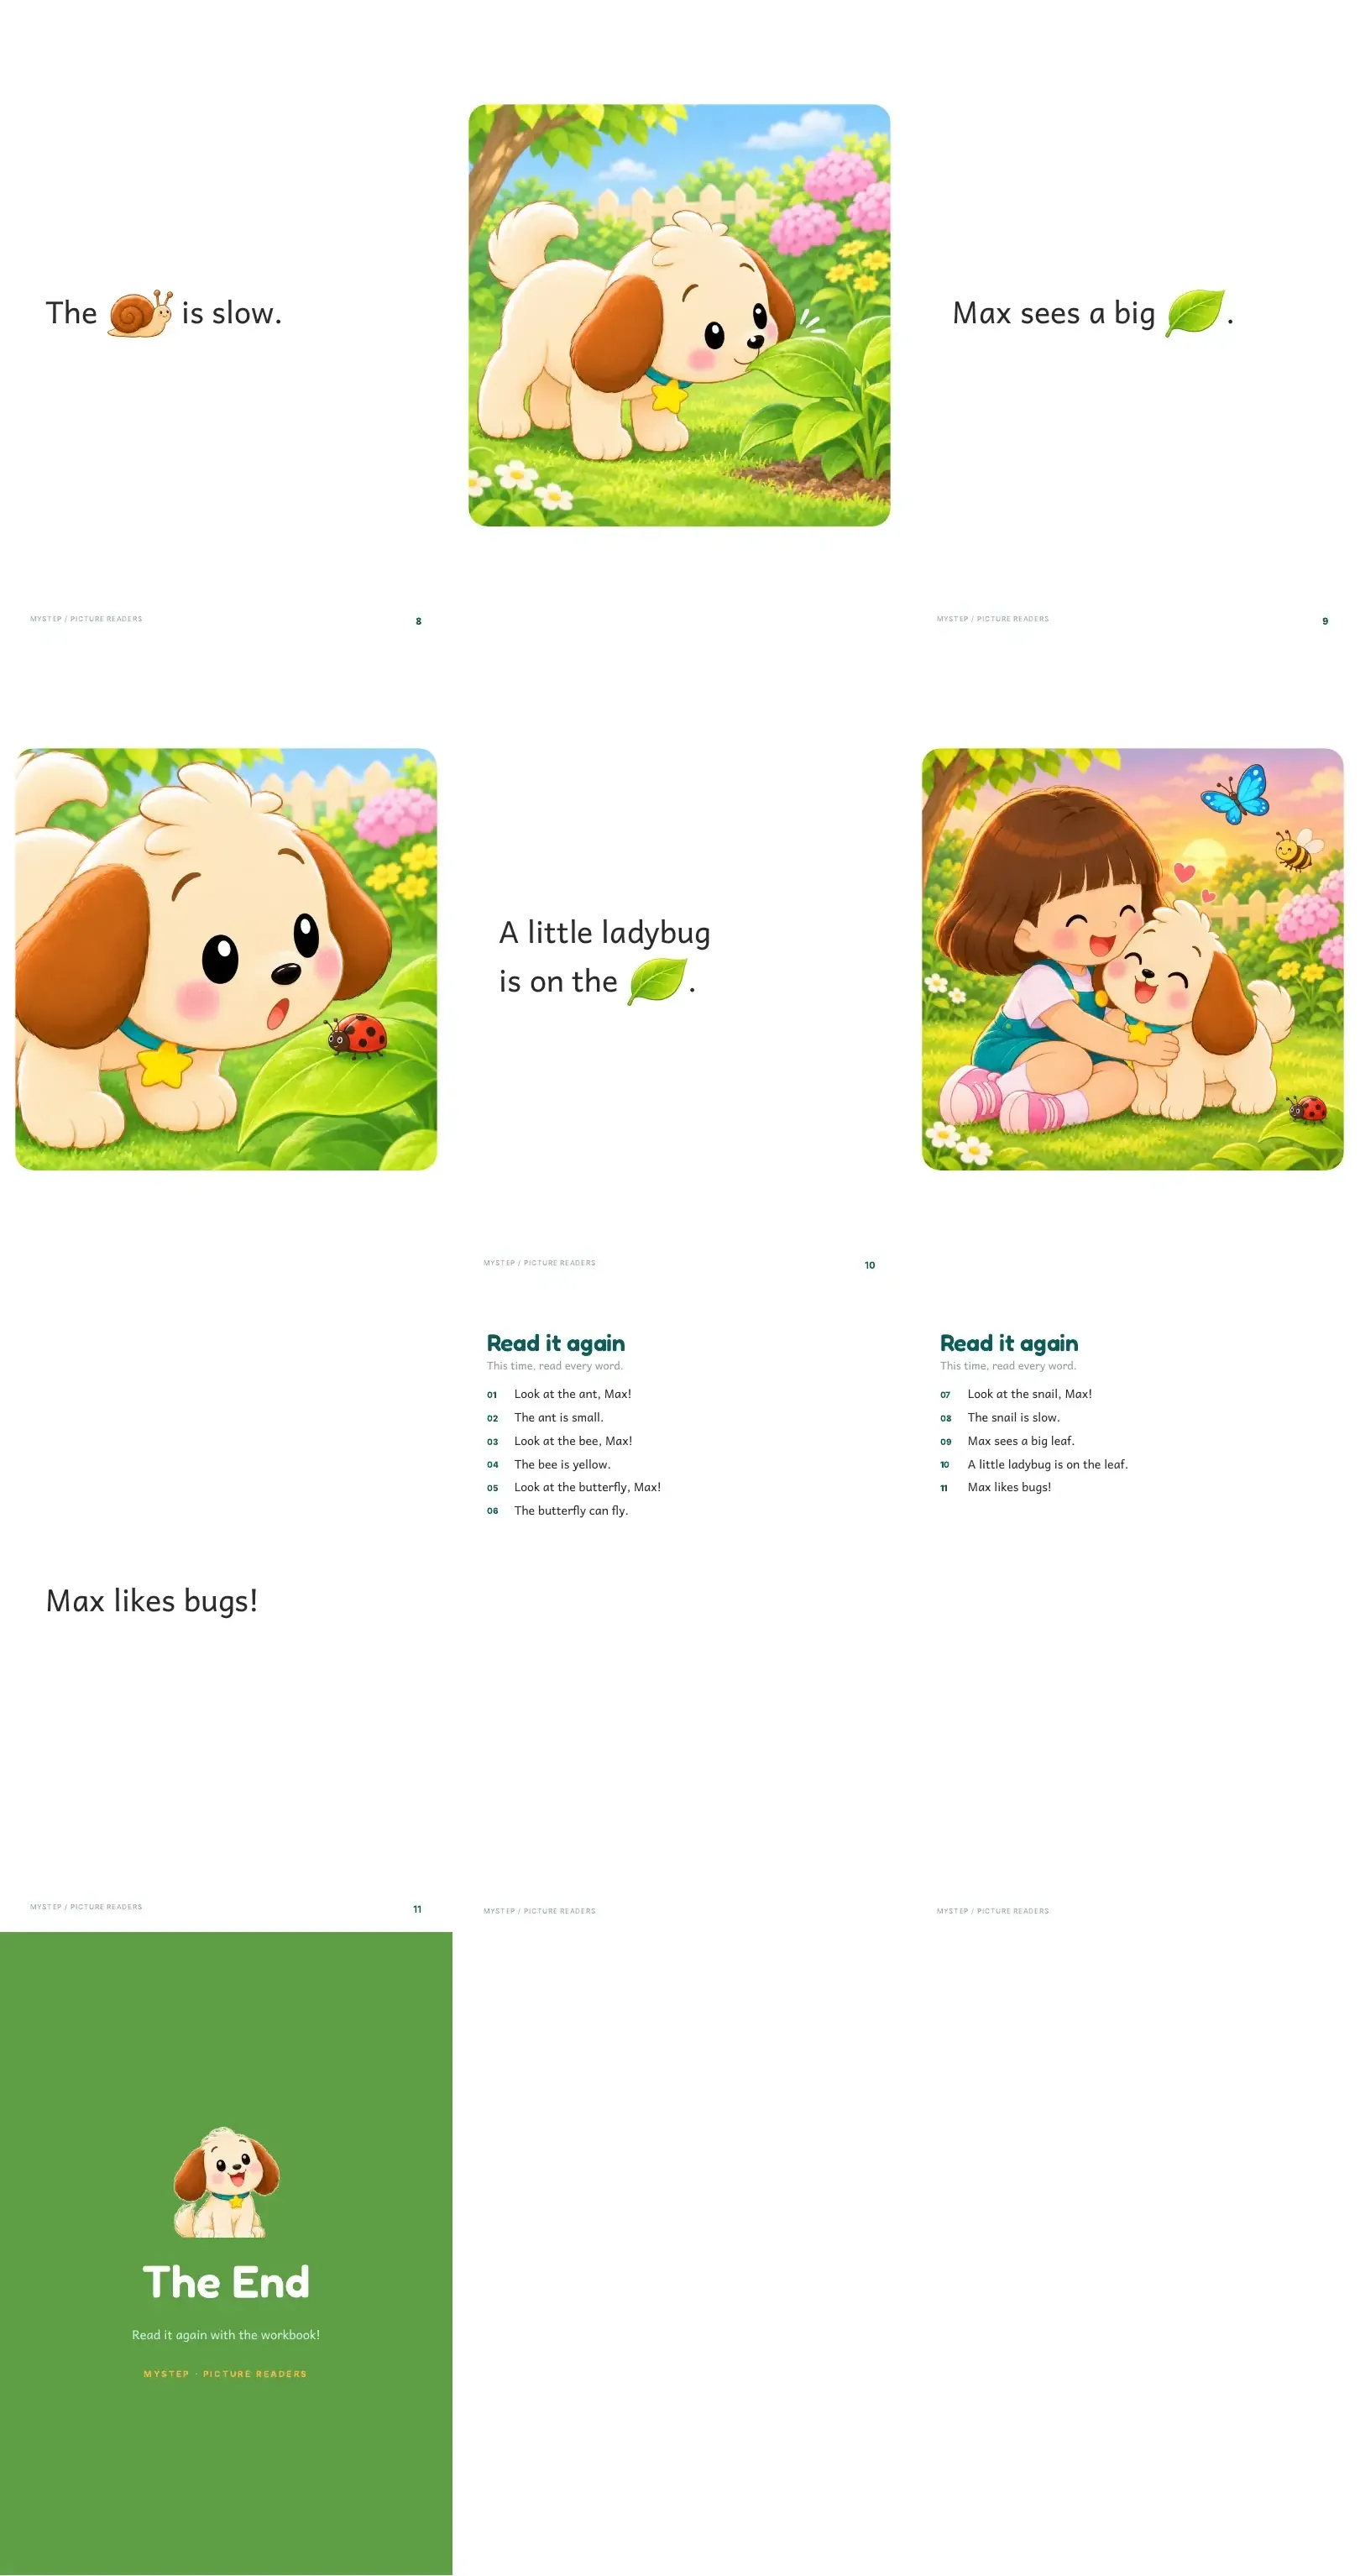 The is slow.
MYSTEP / PICTURE READERS
8
Max sees a big .
MYSTEP / PICTURE READERS
9
A little ladybug
is on the .
MYSTEP / PICTURE READERS
10
Max likes bugs!
MYSTEP / PICTURE READERS
11
Read it again
This time, read every word.
01 Look at the ant, Max!
02 The ant is small.
03 Look at the bee, Max!
04 The bee is yellow.
05 Look at the butterfly, Max!
06 The butterfly can fly.
MYSTEP / PICTURE READERS
Read it again
This time, read every word.
07 Look at the snail, Max!
08 The snail is slow.
09 Max sees a big leaf.
10 A little ladybug is on the leaf.
11 Max likes bugs!
MYSTEP / PICTURE READERS
The End
Read it again with the workbook!
MYSTEP · PICTURE READERS